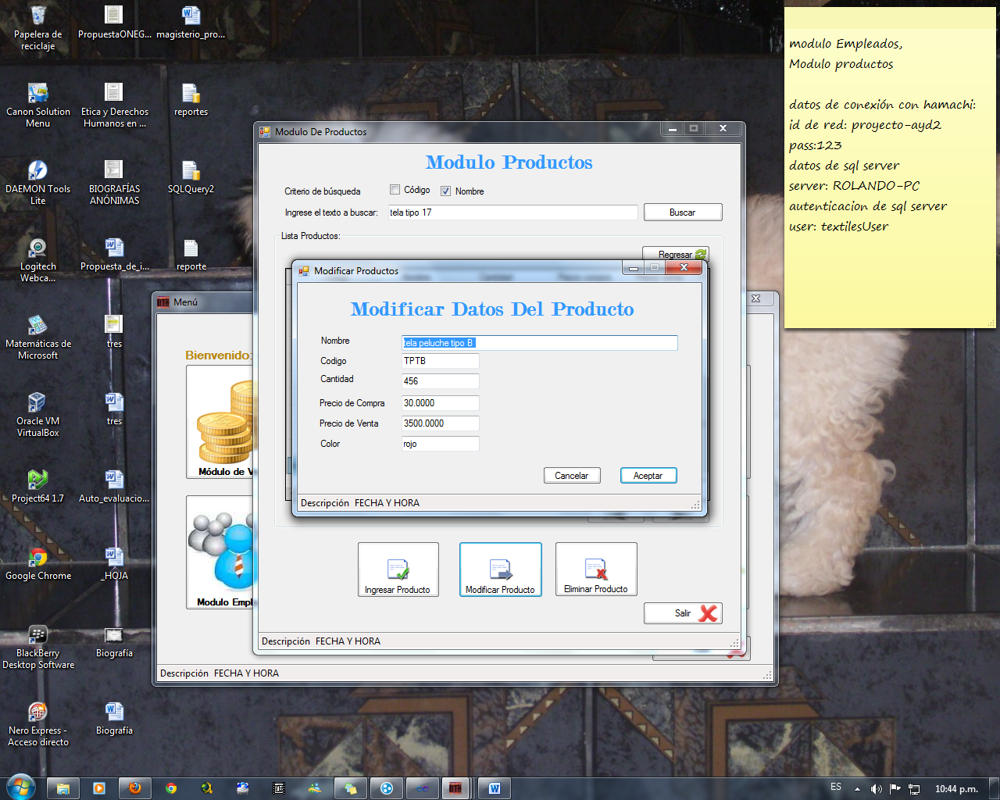 Papelera de
reciclaje
PropuestaONEG...
magisterio_pro...
Canon Solution
Menu
Etica y Derechos
Humanos en ...
reportes
DAEMON Tools
Lite
BIOGRAFÍAS
ANÓNIMAS
SQLQuery2
Logitech
Webca...
Propuesta_de_i...
reporte
Matemáticas de
Microsoft
tres
Oracle VM
VirtualBox
tres
Project64 1.7
Auto_evaluacio...
Google Chrome
_HOJA
BlackBerry
Desktop Software
Biografía
Nero Express -
Acceso directo
Biografía
modulo Empleados,
Modulo productos
datos de conexión con hamachi:
id de red: proyecto-ayd2
pass:123
datos de sql server
server: ROLANDO-PC
autenticacion de sql server
user: textilesUser
Modulo De Productos
Modulo Productos
Criterio de búsqueda
Código
Nombre
Ingrese el texto a buscar:
tela tipo 17
Buscar
Lista Productos:
Regresar
Modificar Productos
Modificar Datos Del Producto
Nombre
tela peluche tipo B
Codigo
TPTB
Cantidad
456
Precio de Compra
30.0000
Precio de Venta
3500.0000
Color
rojo
Cancelar
Aceptar
Descripción FECHA Y HORA
Ingresar Producto
Modificar Producto
Eliminar Producto
Salir
Descripción FECHA Y HORA
Menú
Bienvenido:
Módulo de V
Modulo Empl
Descripción FECHA Y HORA
ES
10:44 p.m.